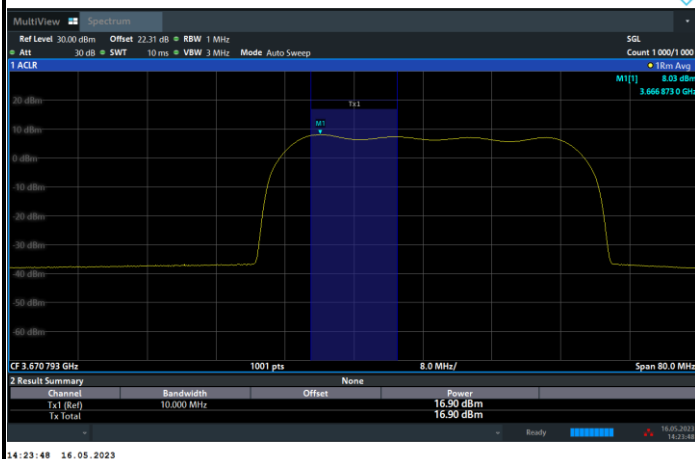 MultiView Spectrum
Ref Level 30.00 dBm Offset 22.31 dB RBW 1 MHz SGL
Att 30 dB SWT 10 ms VBW 3 MHz Mode Auto Sweep Count 1 000/1 000
1 ACLR 1Rm Avg
M1[1] 8.03 dBm
3.666 873 0 GHz
20 dBm
Tx1
10 dBm
M1
0 dBm
-10 dBm
-20 dBm
-30 dBm
-40 dBm
-50 dBm
-60 dBm
CF 3.670 793 GHz 1001 pts 8.0 MHz/ Span 80.0 MHz
2 Result Summary None
Channel Bandwidth Offset Power
Tx1 (Ref) 10.000 MHz 16.90 dBm
Tx Total 16.90 dBm
Ready 16.05.2023
14:23:48
14:23:48 16.05.2023